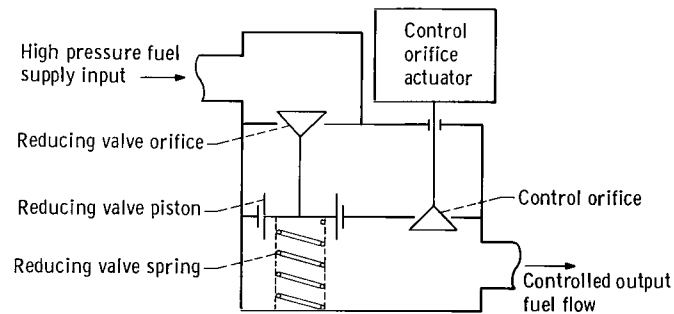 High pressure fuel
supply input
Control
orifice
actuator
Reducing valve orifice
Reducing valve piston
Control orifice
Reducing valve spring
Controlled output
fuel flow